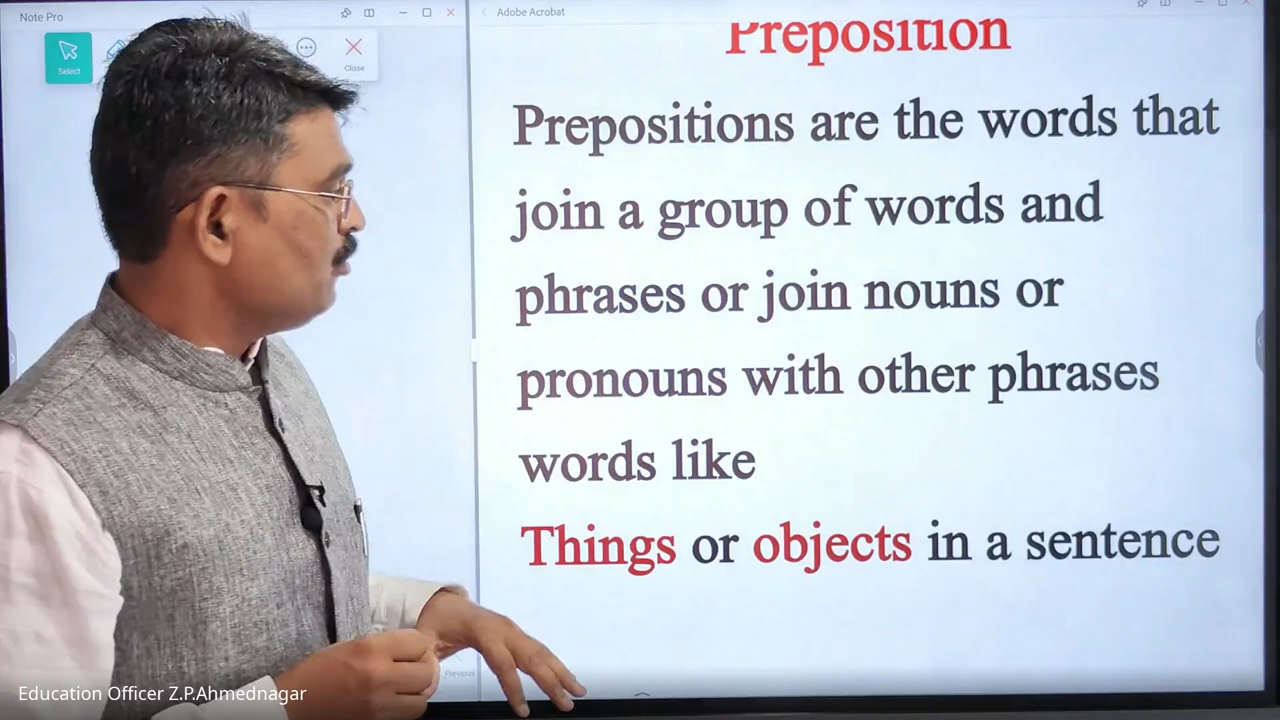 Note Pro
Adobe Acrobat
Select
Close
Preposition
Prepositions are the words that
join a group of words and
phrases or join nouns or
pronouns with other phrases
words like
Things or objects in a sentence
Previous
Education Officer Z.P.Ahmednagar